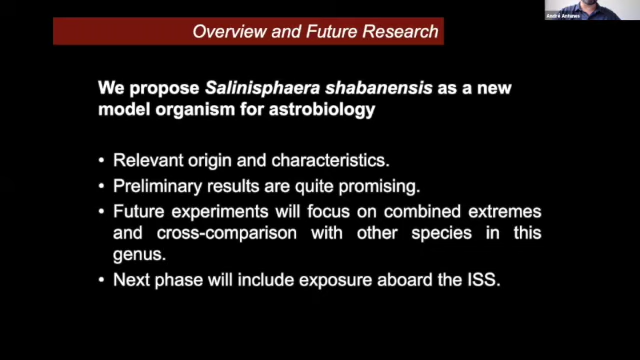 André Antunes
Overview and Future Research
We propose Salinisphaera shabanensis as a new
model organism for astrobiology
• Relevant origin and characteristics.
• Preliminary results are quite promising.
• Future experiments will focus on combined extremes
and cross-comparison with other species in this
genus.
• Next phase will include exposure aboard the ISS.